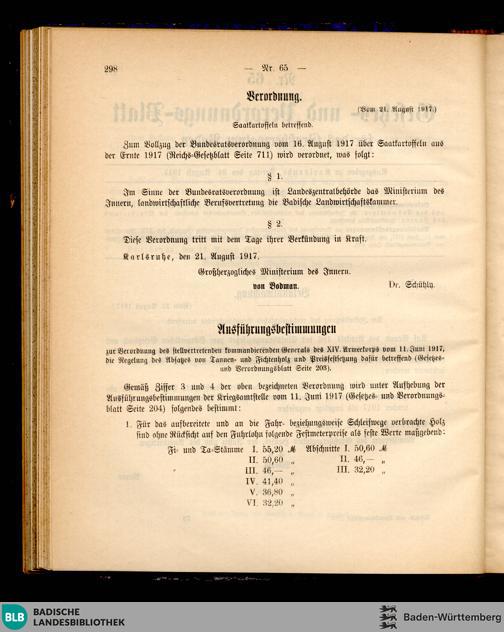 298
— Nr. 65 —
Verordnung.
(Vom 21. August 1917.)
Saatkartoffeln betreffend.
Zum Vollzug der Bundesratsverordnung vom 16. August 1917 über Saatkartoffeln aus
der Ernte 1917 (Reichs-Gesetzblatt Seite 711) wird verordnet, was folgt:
§ 1.
Im Sinne der Bundesratsverordnung ist Landeszentralbehörde das Ministerium des
Innern, landwirtschaftliche Berufsvertretung die Badische Landwirtschaftskammer.
§ 2.
Diese Verordnung tritt mit dem Tage ihrer Verkündung in Kraft.
Karlsruhe, den 21. August 1917.
Großherzogliches Ministerium des Innern.
von Bodman.
Dr. Schühly.
Ausführungsbestimmungen
zur Verordnung des stellvertretenden kommandierenden Generals des XIV. Armeekorps vom 11. Juni 1917,
die Regelung des Absatzes von Tannen- und Fichtenholz und Preisfestsetzung dafür betreffend (Gesetzes-
und Verordnungsblatt Seite 203).
Gemäß Ziffer 3 und 4 der oben bezeichneten Verordnung wird unter Aufhebung der
Ausführungsbestimmungen der Kriegsamtstelle vom 11. Juni 1917 (Gesetzes- und Verordnungs-
blatt Seite 204) folgendes bestimmt:
1. Für das aufbereitete und an die Fahr- beziehungsweise Schleifwege verbrachte Holz
sind ohne Rücksicht auf den Fuhrlohn folgende Festmeterpreise als feste Werte maßgebend:
Fi- und Ta-Stämme I. 55,20 ℳ Abschnitte I. 50,60 ℳ
II. 50,60 „ II. 46,— „
III. 46,— „ III. 32,20 „
IV. 41,40 „
V. 36,80 „
VI. 32,20 „
BLB BADISCHE
LANDESBIBLIOTHEK
Baden-Württemberg